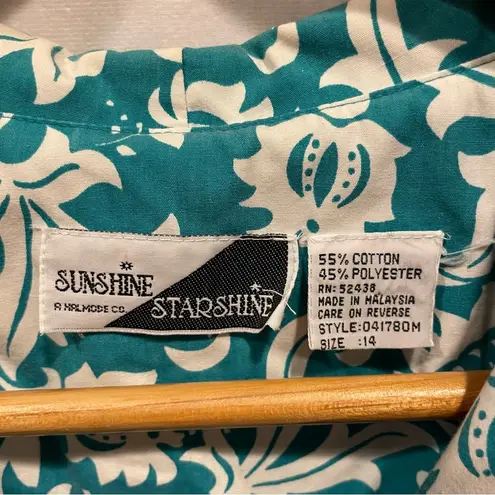 SUNSHINE
A HALMODE CO.
STARSHINE
55% COTTON
45% POLYESTER
RN: 52438
MADE IN MALAYSIA
CARE ON REVERSE
STYLE:041780M
SIZE :14